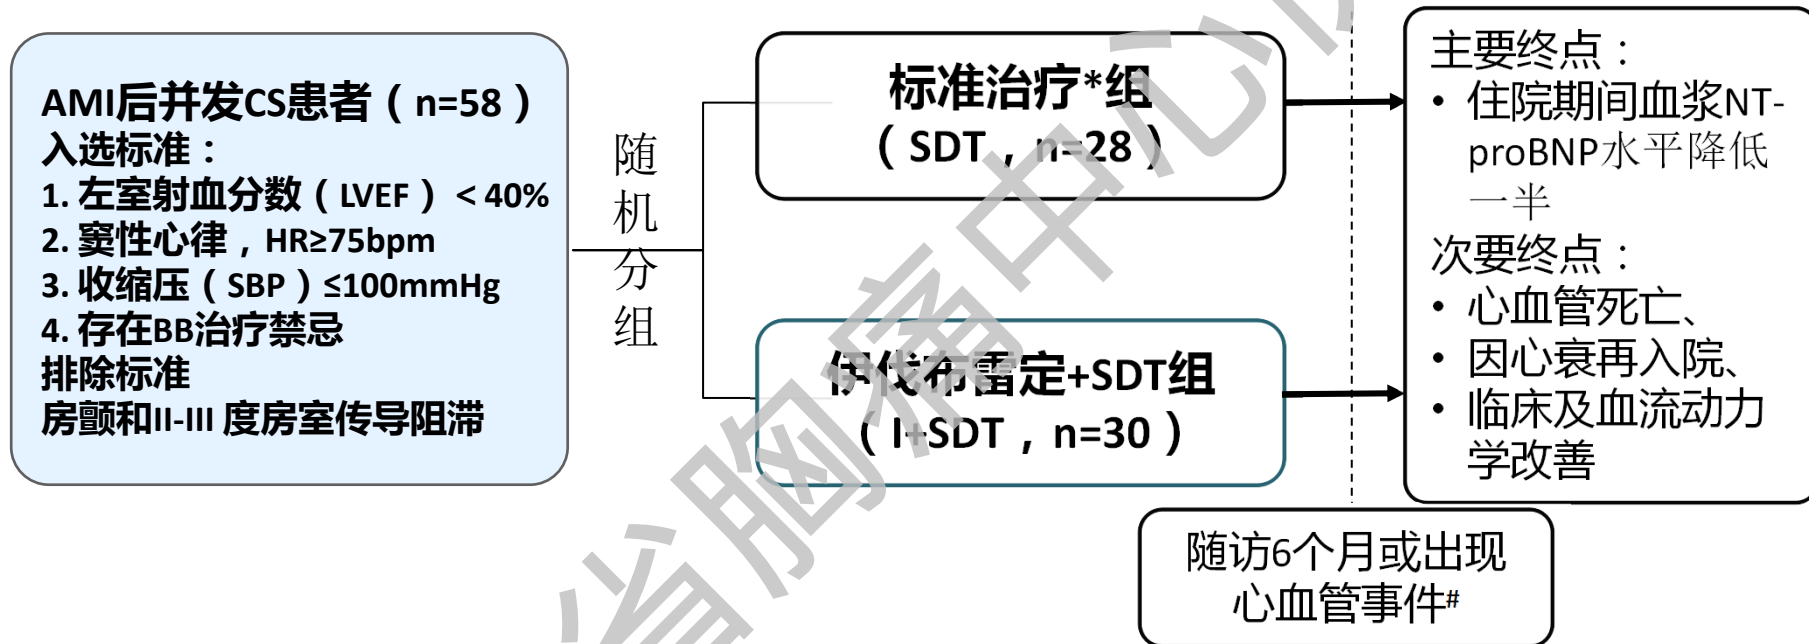 AMI后并发CS患者（n=58）
入选标准：
1. 左室射血分数（LVEF）＜40%
2. 窦性心律，HR≥75bpm
3. 收缩压（SBP）≤100mmHg
4. 存在BB治疗禁忌
排除标准
房颤和II-III 度房室传导阻滞
随
机
分
组
标准治疗*组
（SDT，n=28）
伊伐布雷定+SDT组
（I+SDT，n=30）
主要终点：
• 住院期间血浆NT-
proBNP水平降低
一半
次要终点：
• 心血管死亡、
• 因心衰再入院、
• 临床及血流动力
学改善
随访6个月或出现
心血管事件#
省胸痛中心